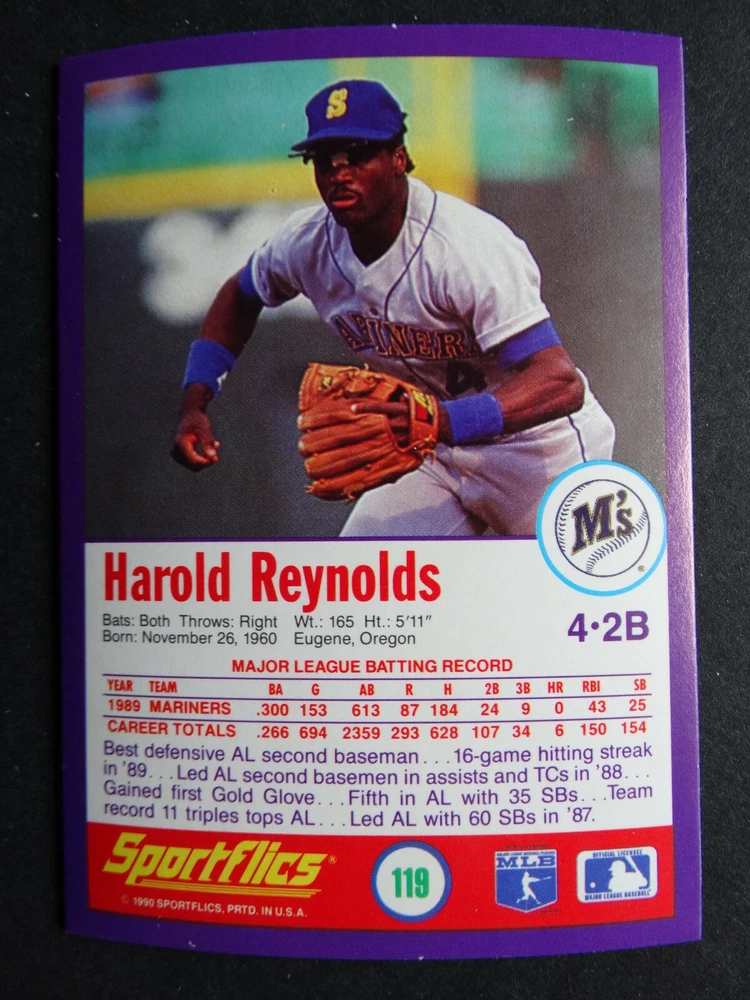 S
ARINER
4
M's
®
Harold Reynolds
Bats: Both Throws: Right Wt.: 165 Ht.: 5'11"
Born: November 26, 1960 Eugene, Oregon
4•2B
MAJOR LEAGUE BATTING RECORD
YEAR TEAM BA G AB R H 2B 3B HR RBI SB
1989 MARINERS .300 153 613 87 184 24 9 0 43 25
CAREER TOTALS .266 694 2359 293 628 107 34 6 150 154
Best defensive AL second baseman...16-game hitting streak
in '89...Led AL second basemen in assists and TCs in '88...
Gained first Gold Glove...Fifth in AL with 35 SBs...Team
record 11 triples tops AL...Led AL with 60 SBs in '87.
Sportflics®
© 1990 SPORTFLICS, PRTD. IN U.S.A.
119
MAJOR LEAGUE BASEBALL PLAYERS
MLB
OFFICIAL LICENSEE
MAJOR LEAGUE BASEBALL